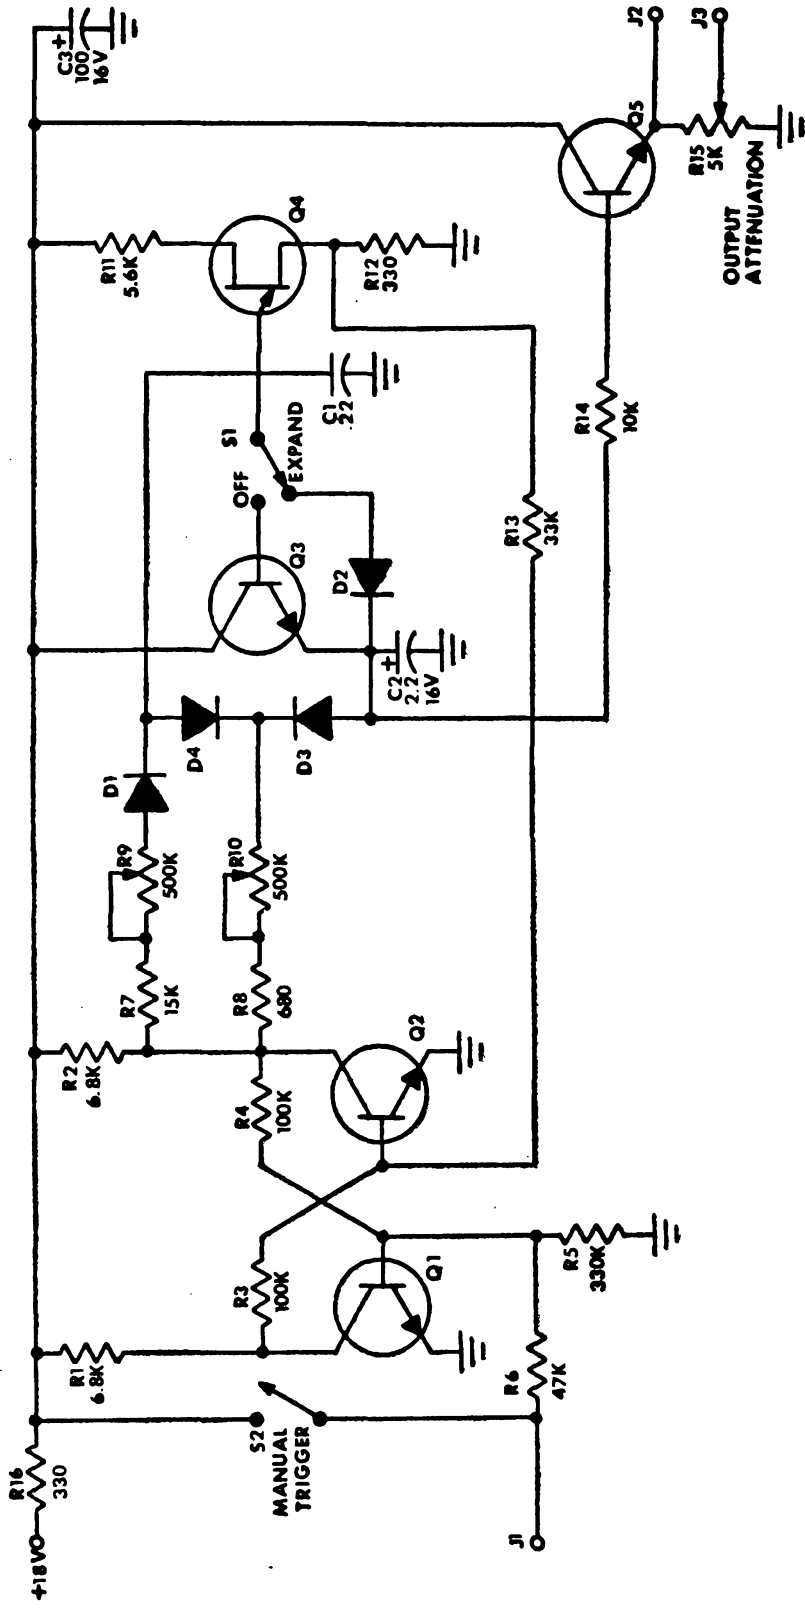 +18V
R16
330
C3
+
100
16V
R1
6.8K
R2
6.8K
R7
15K
R9
500K
D1
R11
5.6K
Q4
S2
MANUAL
TRIGGER
R3
100K
R4
100K
R8
680
R10
500K
D4
D3
OFF
S1
EXPAND
Q3
D2
C1
.22
R12
330
C2
+
2.2
16V
Q1
Q2
J1
R6
47K
R5
330K
R13
33K
R14
10K
Q5
J2
J3
R15
5K
OUTPUT
ATTENUATION